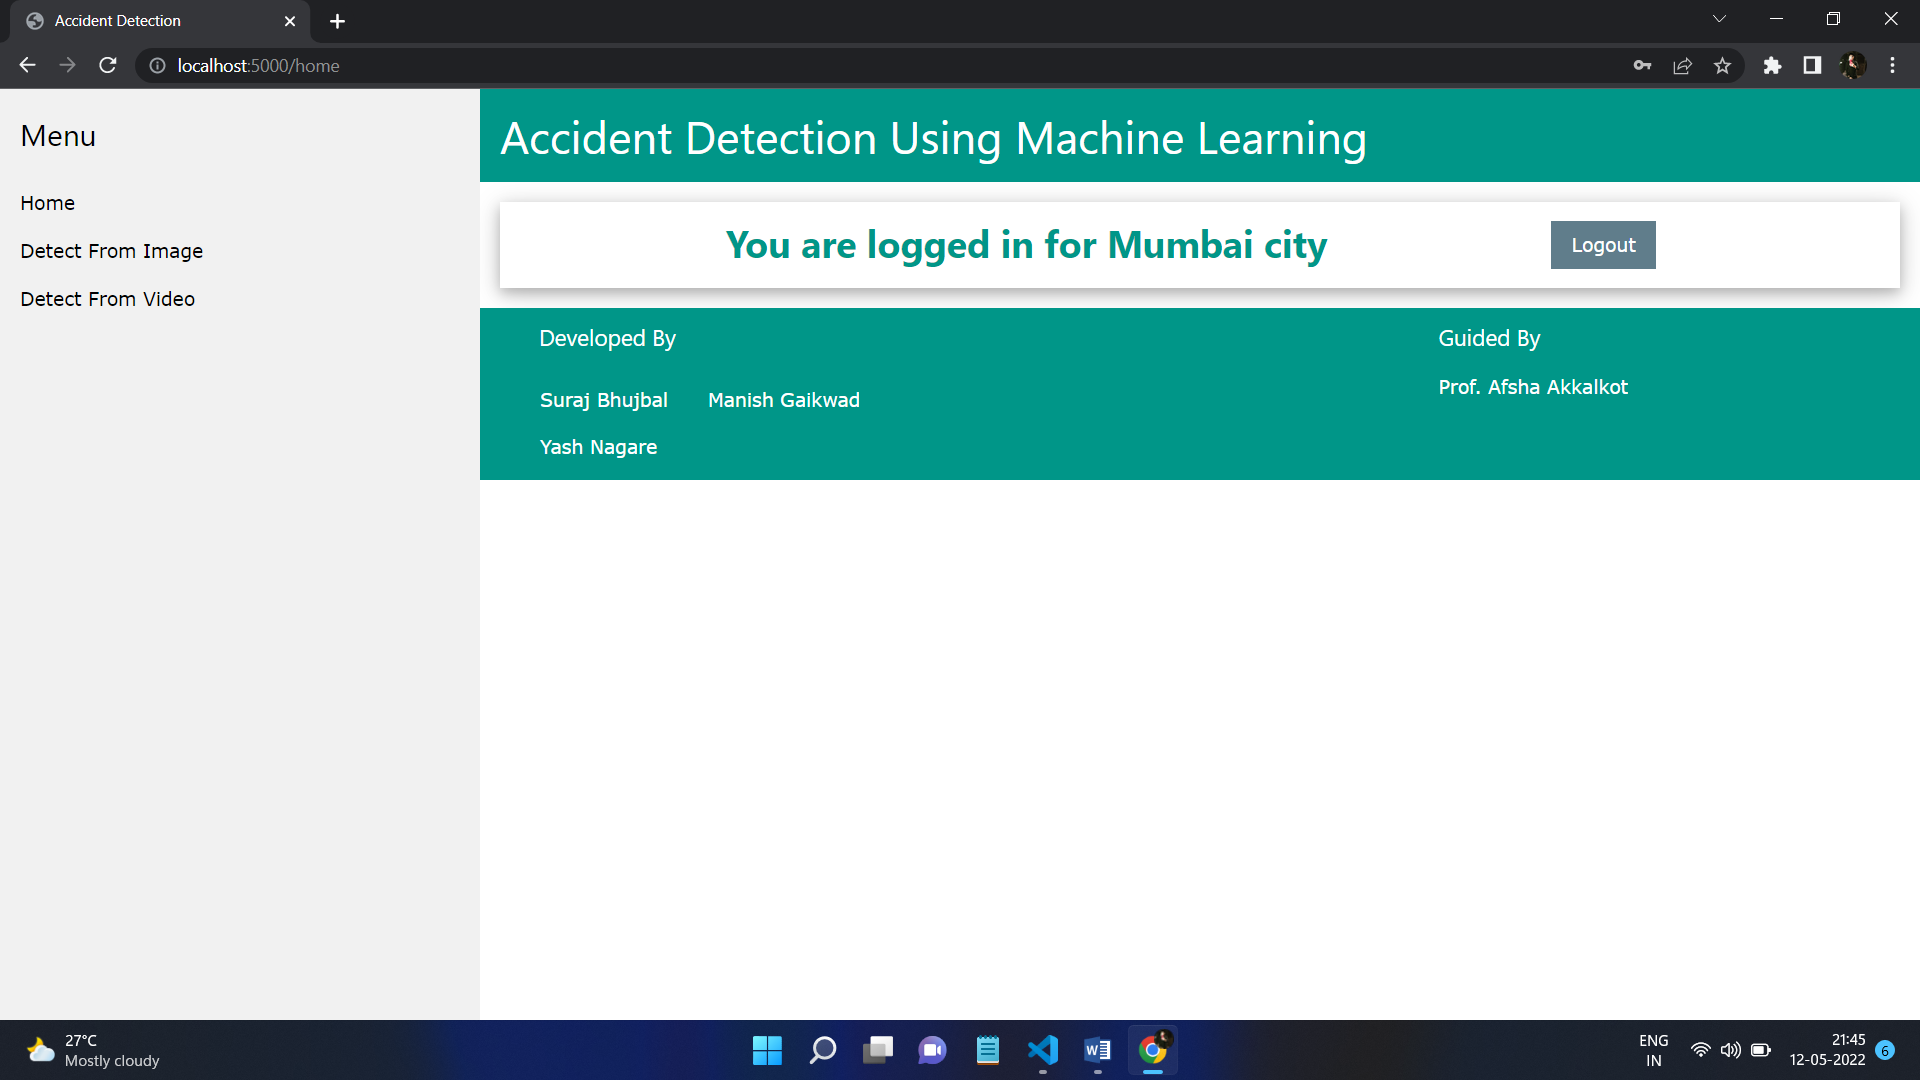 Accident Detection
localhost:5000/home
Menu
Home
Detect From Image
Detect From Video
Accident Detection Using Machine Learning
You are logged in for Mumbai city
Logout
Developed By
Suraj Bhujbal
Manish Gaikwad
Yash Nagare
Guided By
Prof. Afsha Akkalkot
27°C
Mostly cloudy
W
ENG
IN
21:45
12-05-2022
6